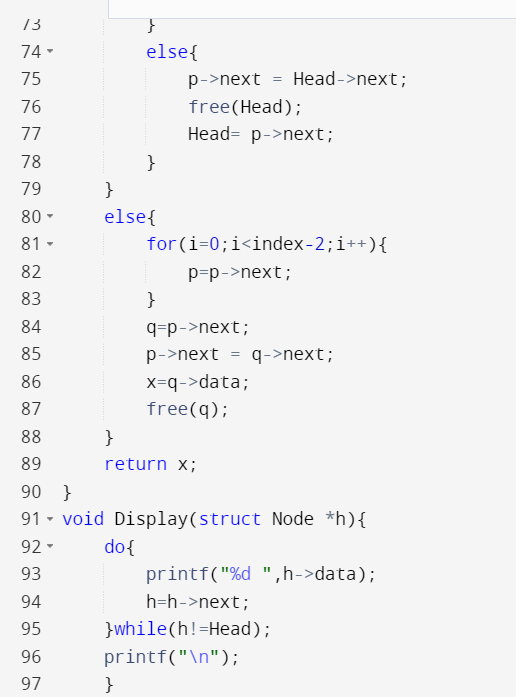 73 }
74 else{
75 p->next = Head->next;
76 free(Head);
77 Head= p->next;
78 }
79 }
80 else{
81 for(i=0;i<index-2;i++){
82 p=p->next;
83 }
84 q=p->next;
85 p->next = q->next;
86 x=q->data;
87 free(q);
88 }
89 return x;
90 }
91 void Display(struct Node *h){
92 do{
93 printf("%d ",h->data);
94 h=h->next;
95 }while(h!=Head);
96 printf("\n");
97 }